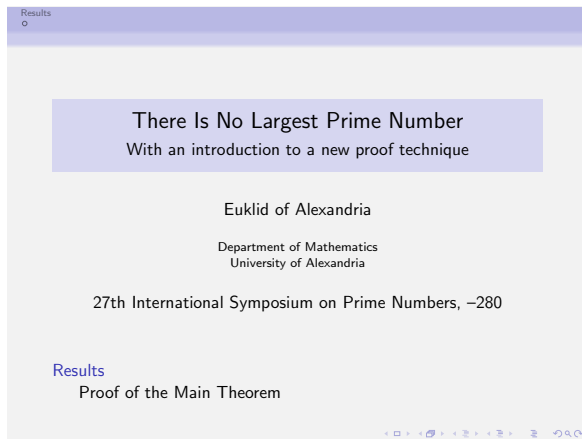 Results
There Is No Largest Prime Number
With an introduction to a new proof technique
Euklid of Alexandria
Department of Mathematics
University of Alexandria
27th International Symposium on Prime Numbers, –280
Results
Proof of the Main Theorem